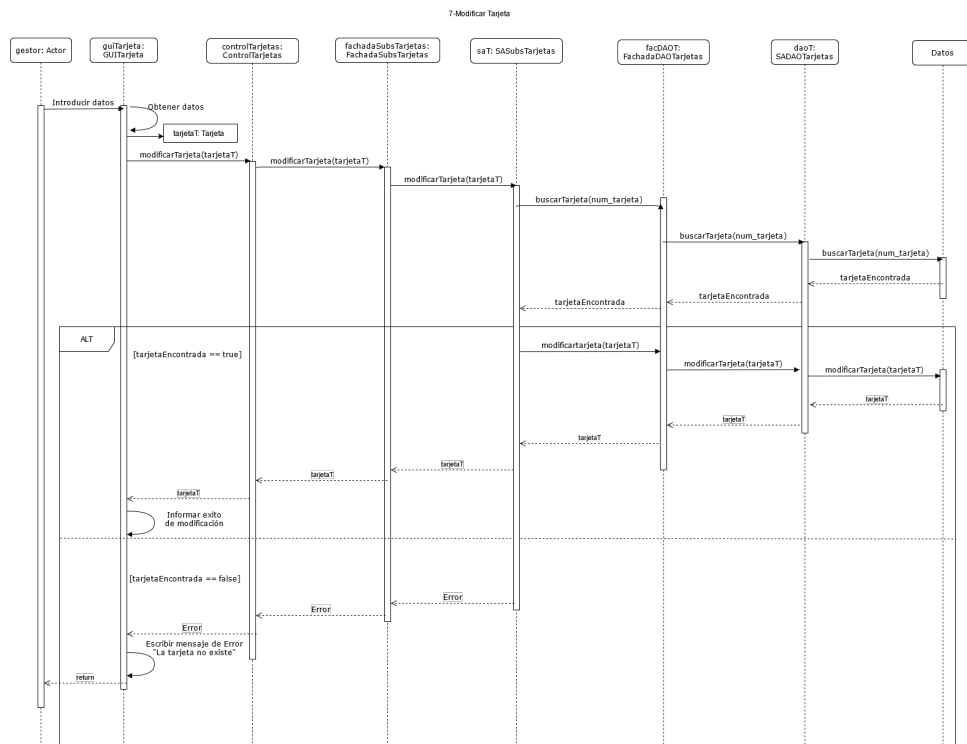 7-Modificar Tarjeta
gestor: Actor
guiTarjeta:
GUITarjeta
controlTarjetas:
ControlTarjetas
fachadaSubsTarjetas:
FachadaSubsTarjetas
saT: SASubsTarjetas
facDAOT:
FachadaDAOTarjetas
daoT:
SADAOTarjetas
Datos
Introducir datos
Obtener datos
tarjetaT: Tarjeta
modificarTarjeta(tarjetaT)
modificarTarjeta(tarjetaT)
modificarTarjeta(tarjetaT)
buscarTarjeta(num_tarjeta)
buscarTarjeta(num_tarjeta)
buscarTarjeta(num_tarjeta)
tarjetaEncontrada
tarjetaEncontrada
tarjetaEncontrada
ALT
[tarjetaEncontrada == true]
modificartarjeta(tarjetaT)
modificarTarjeta(tarjetaT)
modificarTarjeta(tarjetaT)
tarjetaT
tarjetaT
tarjetaT
tarjetaT
tarjetaT
tarjetaT
Informar exito
de modificación
[tarjetaEncontrada == false]
Error
Error
Error
Escribir mensaje de Error
"La tarjeta no existe"
return